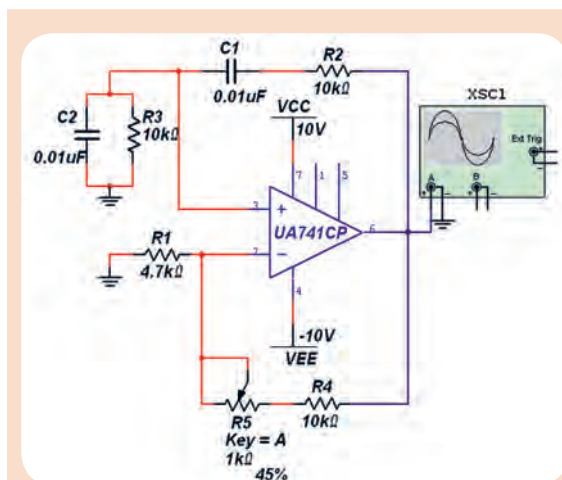 C1
0.01uF
R2
10kΩ
C2
0.01uF
R3
10kΩ
VCC
10V
XSC1
Ext Trig
+
-
A
+ -
B
+ -
7
1
5
3
+
UA741CP
6
2
-
4
R1
4.7kΩ
-10V
VEE
R5
Key = A
1kΩ
45%
R4
10kΩ